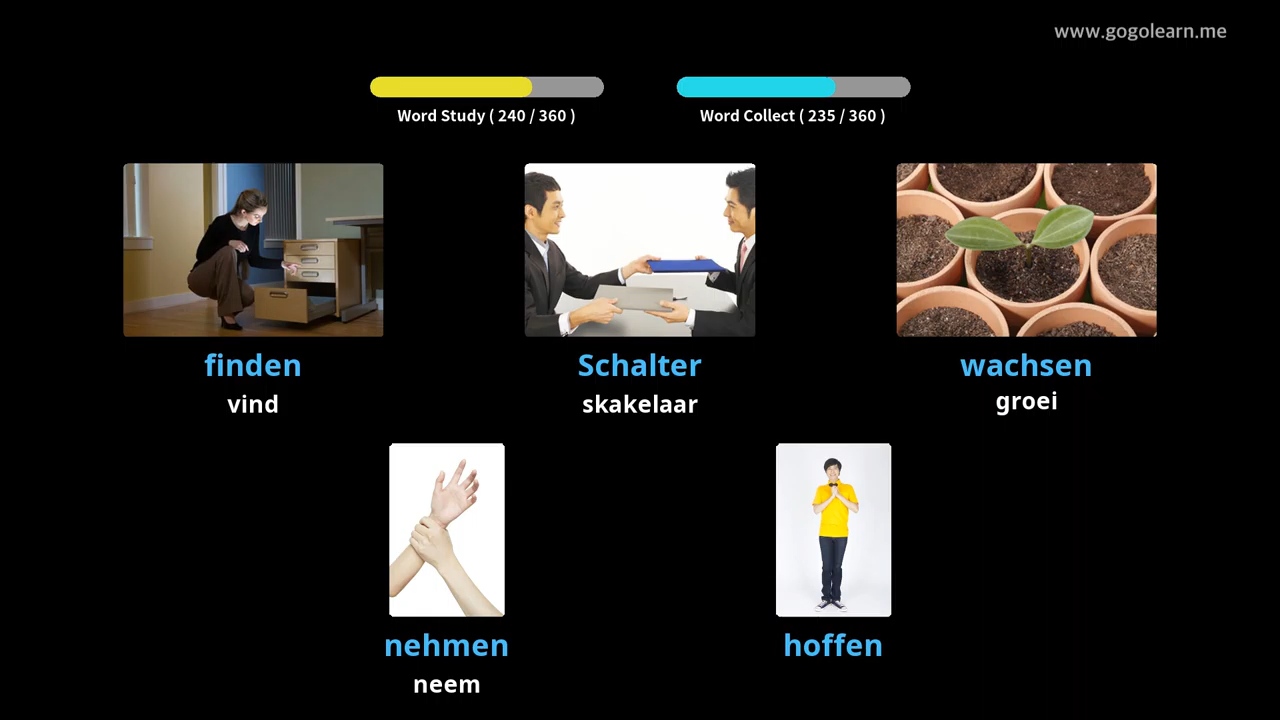 www.gogolearn.me
Word Study ( 240 / 360 )
Word Collect ( 235 / 360 )
finden
vind
Schalter
skakelaar
wachsen
groei
nehmen
neem
hoffen